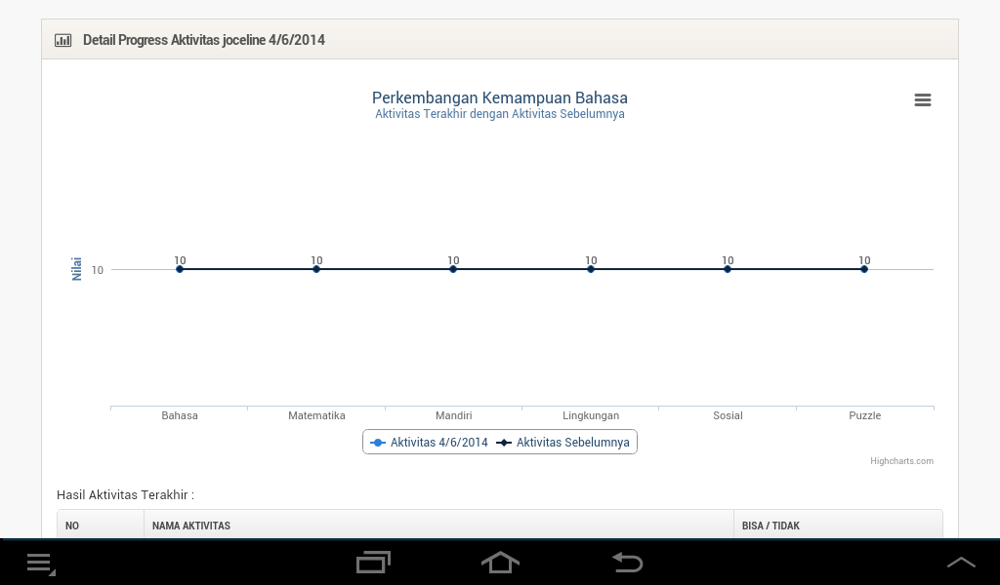 Detail Progress Aktivitas joceline 4/6/2014
Perkembangan Kemampuan Bahasa
Aktivitas Terakhir dengan Aktivitas Sebelumnya
Nilai
10
10 10 10 10 10 10
Bahasa Matematika Mandiri Lingkungan Sosial Puzzle
Aktivitas 4/6/2014 Aktivitas Sebelumnya
Highcharts.com
Hasil Aktivitas Terakhir :
NO NAMA AKTIVITAS BISA / TIDAK